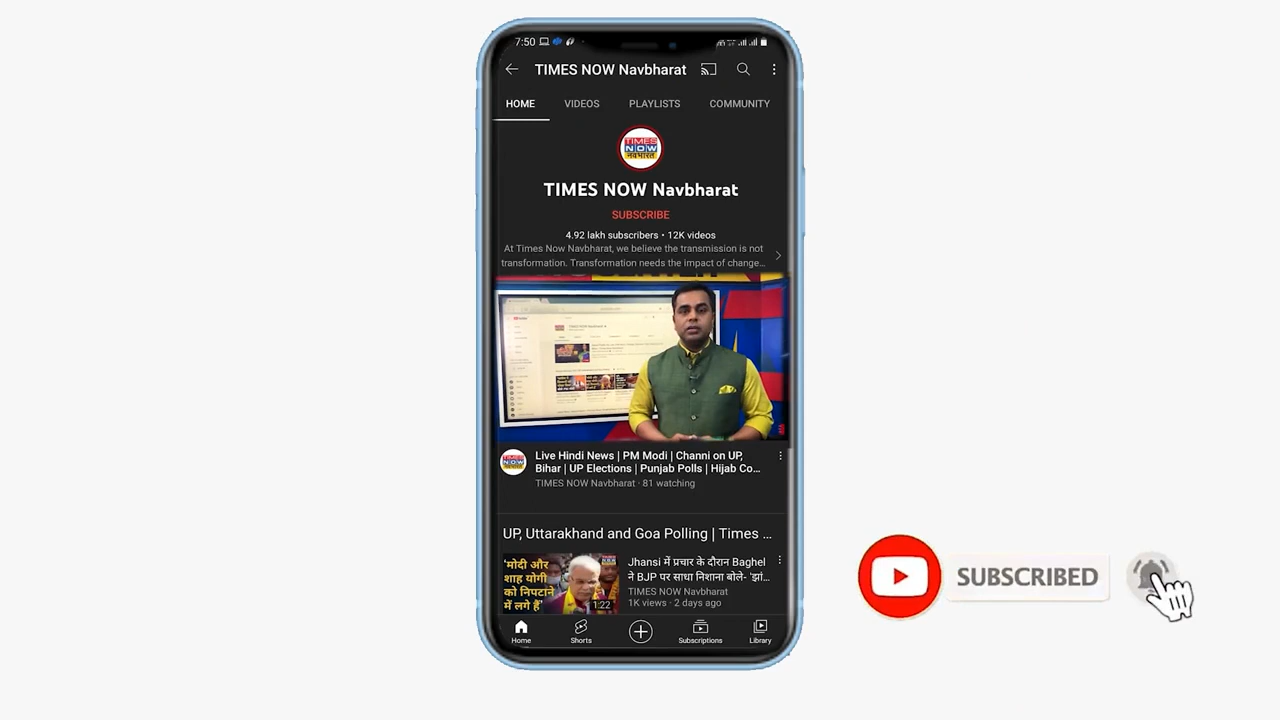 7:50
TIMES NOW Navbharat
HOME VIDEOS PLAYLISTS COMMUNITY
TIMES
NOW
नवभारत
TIMES NOW Navbharat
SUBSCRIBE
4.92 lakh subscribers • 12K videos
At Times Now Navbharat, we believe the transmission is not
transformation. Transformation needs the impact of change...
Live Hindi News | PM Modi | Channi on UP,
Bihar | UP Elections | Punjab Polls | Hijab Co...
TIMES NOW Navbharat · 81 watching
UP, Uttarakhand and Goa Polling | Times ...
'मोदी और
शाह योगी
को निपटाने
में लगे हैं'
1:22
Jhansi में प्रचार के दौरान Baghel
ने BJP पर साधा निशाना बोले- 'झां...
TIMES NOW Navbharat
1K views · 2 days ago
Home Shorts Subscriptions Library
SUBSCRIBED